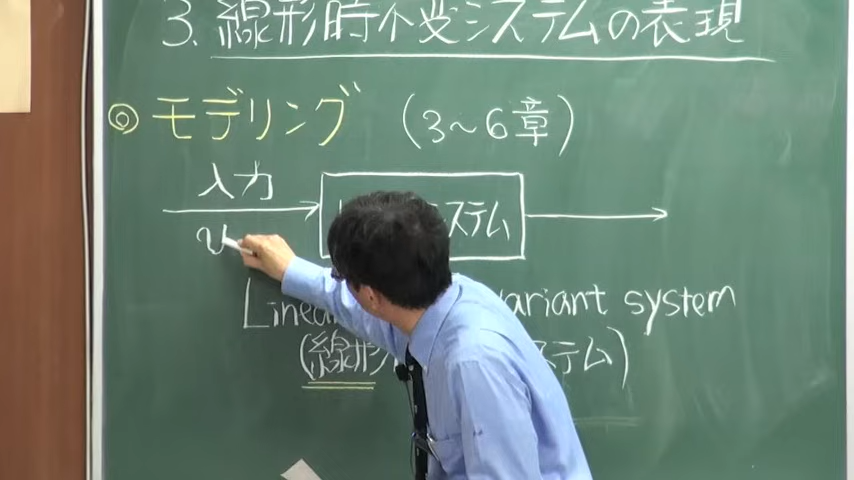 3. 線形時不変システムの表現
◎ モデリング (3〜6章)
入力
ステム
u
Linea variant system
(線形 ステム)